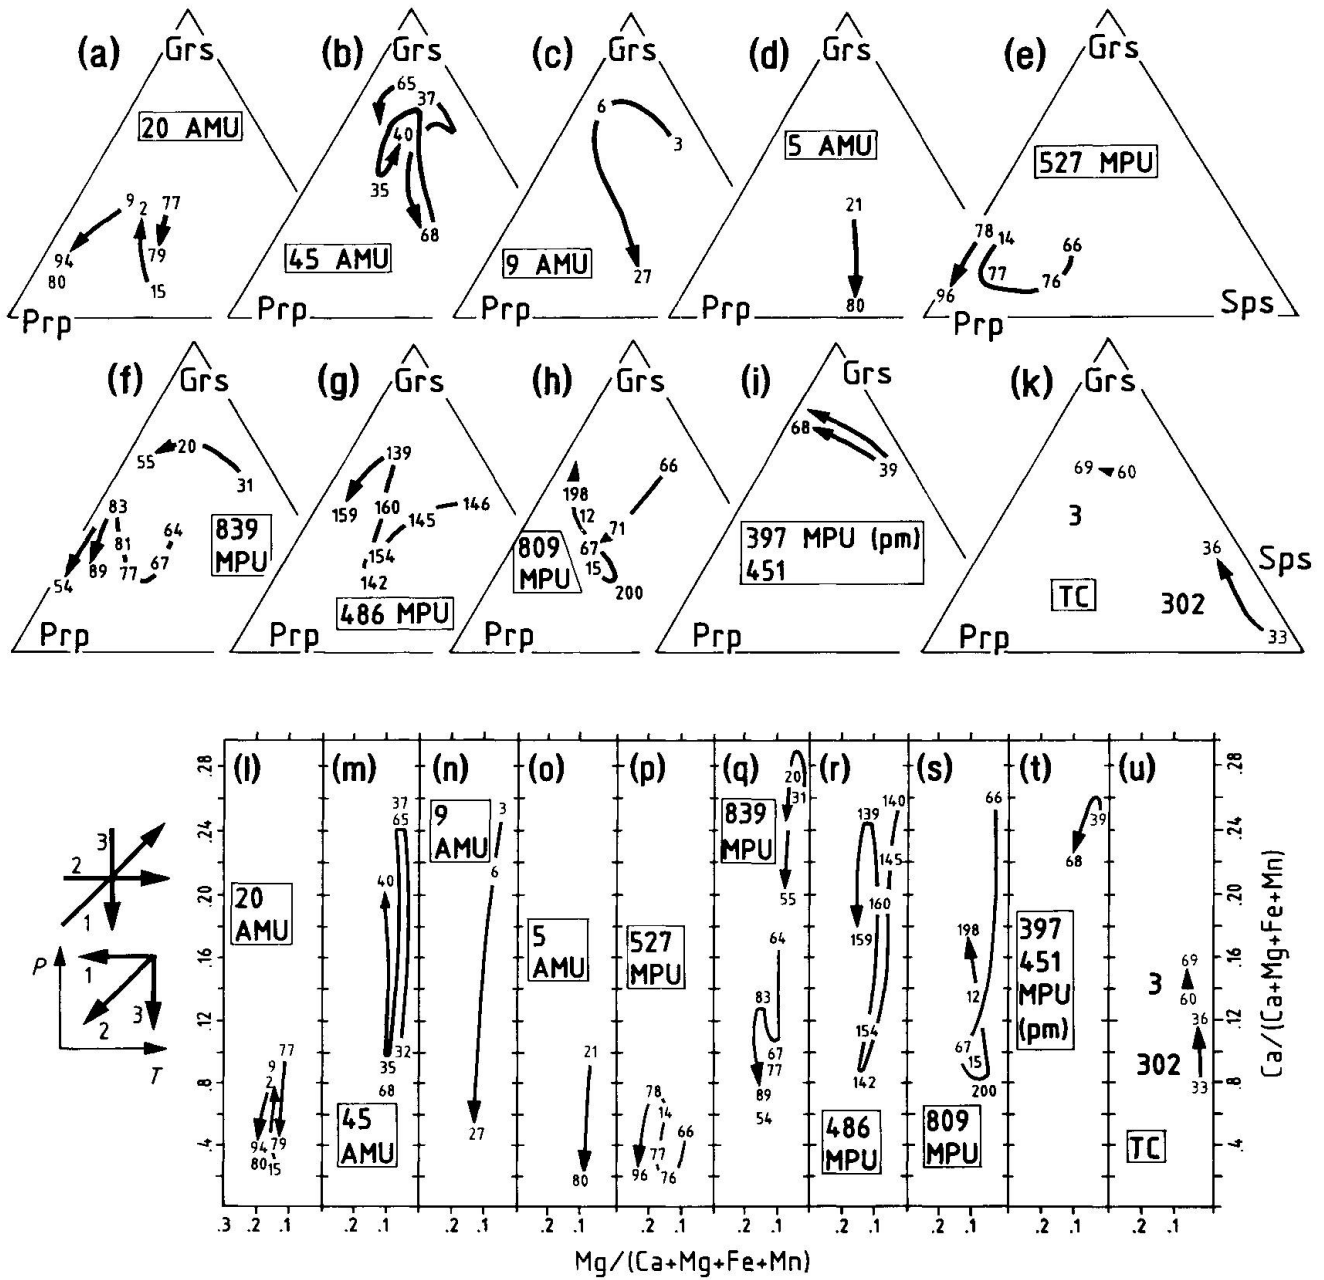 (a)
Grs
20 AMU
9
2
77
94
80
79
15
Prp
(b)
Grs
65
37
40
35
68
45 AMU
(c)
Grs
6
3
9 AMU
27
Prp
(d)
Grs
5 AMU
21
80
Prp
(e)
Grs
527 MPU
78
14
66
77
76
96
Prp
Sps
(f)
Grs
20
55
31
83
81
64
839
MPU
67
77
89
54
Prp
(g)
Grs
139
159
160
145
146
154
142
486 MPU
Prp
(h)
Grs
66
198
12
71
67
15
200
809
MPU
Prp
(i)
Grs
68
39
397 MPU (pm)
451
Prp
(k)
Grs
69
60
3
36
Sps
TC
302
33
Prp
3
2
1
P
1
2
3
T
.28
.24
.20
.16
.12
.8
.4
(l)
20
AMU
77
9
2
94
79
80
15
(m)
37
65
40
35
32
68
45
AMU
(n)
9
AMU
3
6
27
(o)
5
AMU
21
80
(p)
527
MPU
78
14
66
77
96
76
(q)
20
31
839
MPU
55
64
83
67
77
89
54
(r)
139
140
145
160
159
154
142
486
MPU
(s)
66
198
12
67
15
200
809
MPU
(t)
39
68
397
451
MPU
(pm)
(u)
69
3
60
36
302
33
TC
.28
.24
.20
.16
.12
.8
.4
Ca/(Ca+Mg+Fe+Mn)
.3 .2 .1 .2 .1 .2 .1 .2 .1 .2 .1 .2 .1 .2 .1 .2 .1 .2 .1 .2 .1
Mg/(Ca+Mg+Fe+Mn)